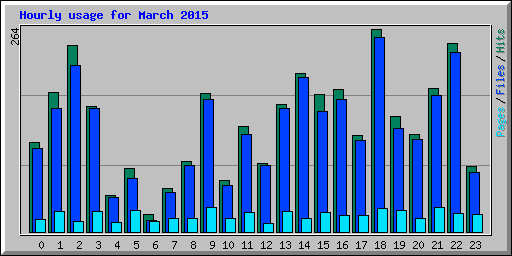 Hourly usage for March 2015
264
Pages/Files/Hits
0 1 2 3 4 5 6 7 8 9 10 11 12 13 14 15 16 17 18 19 20 21 22 23